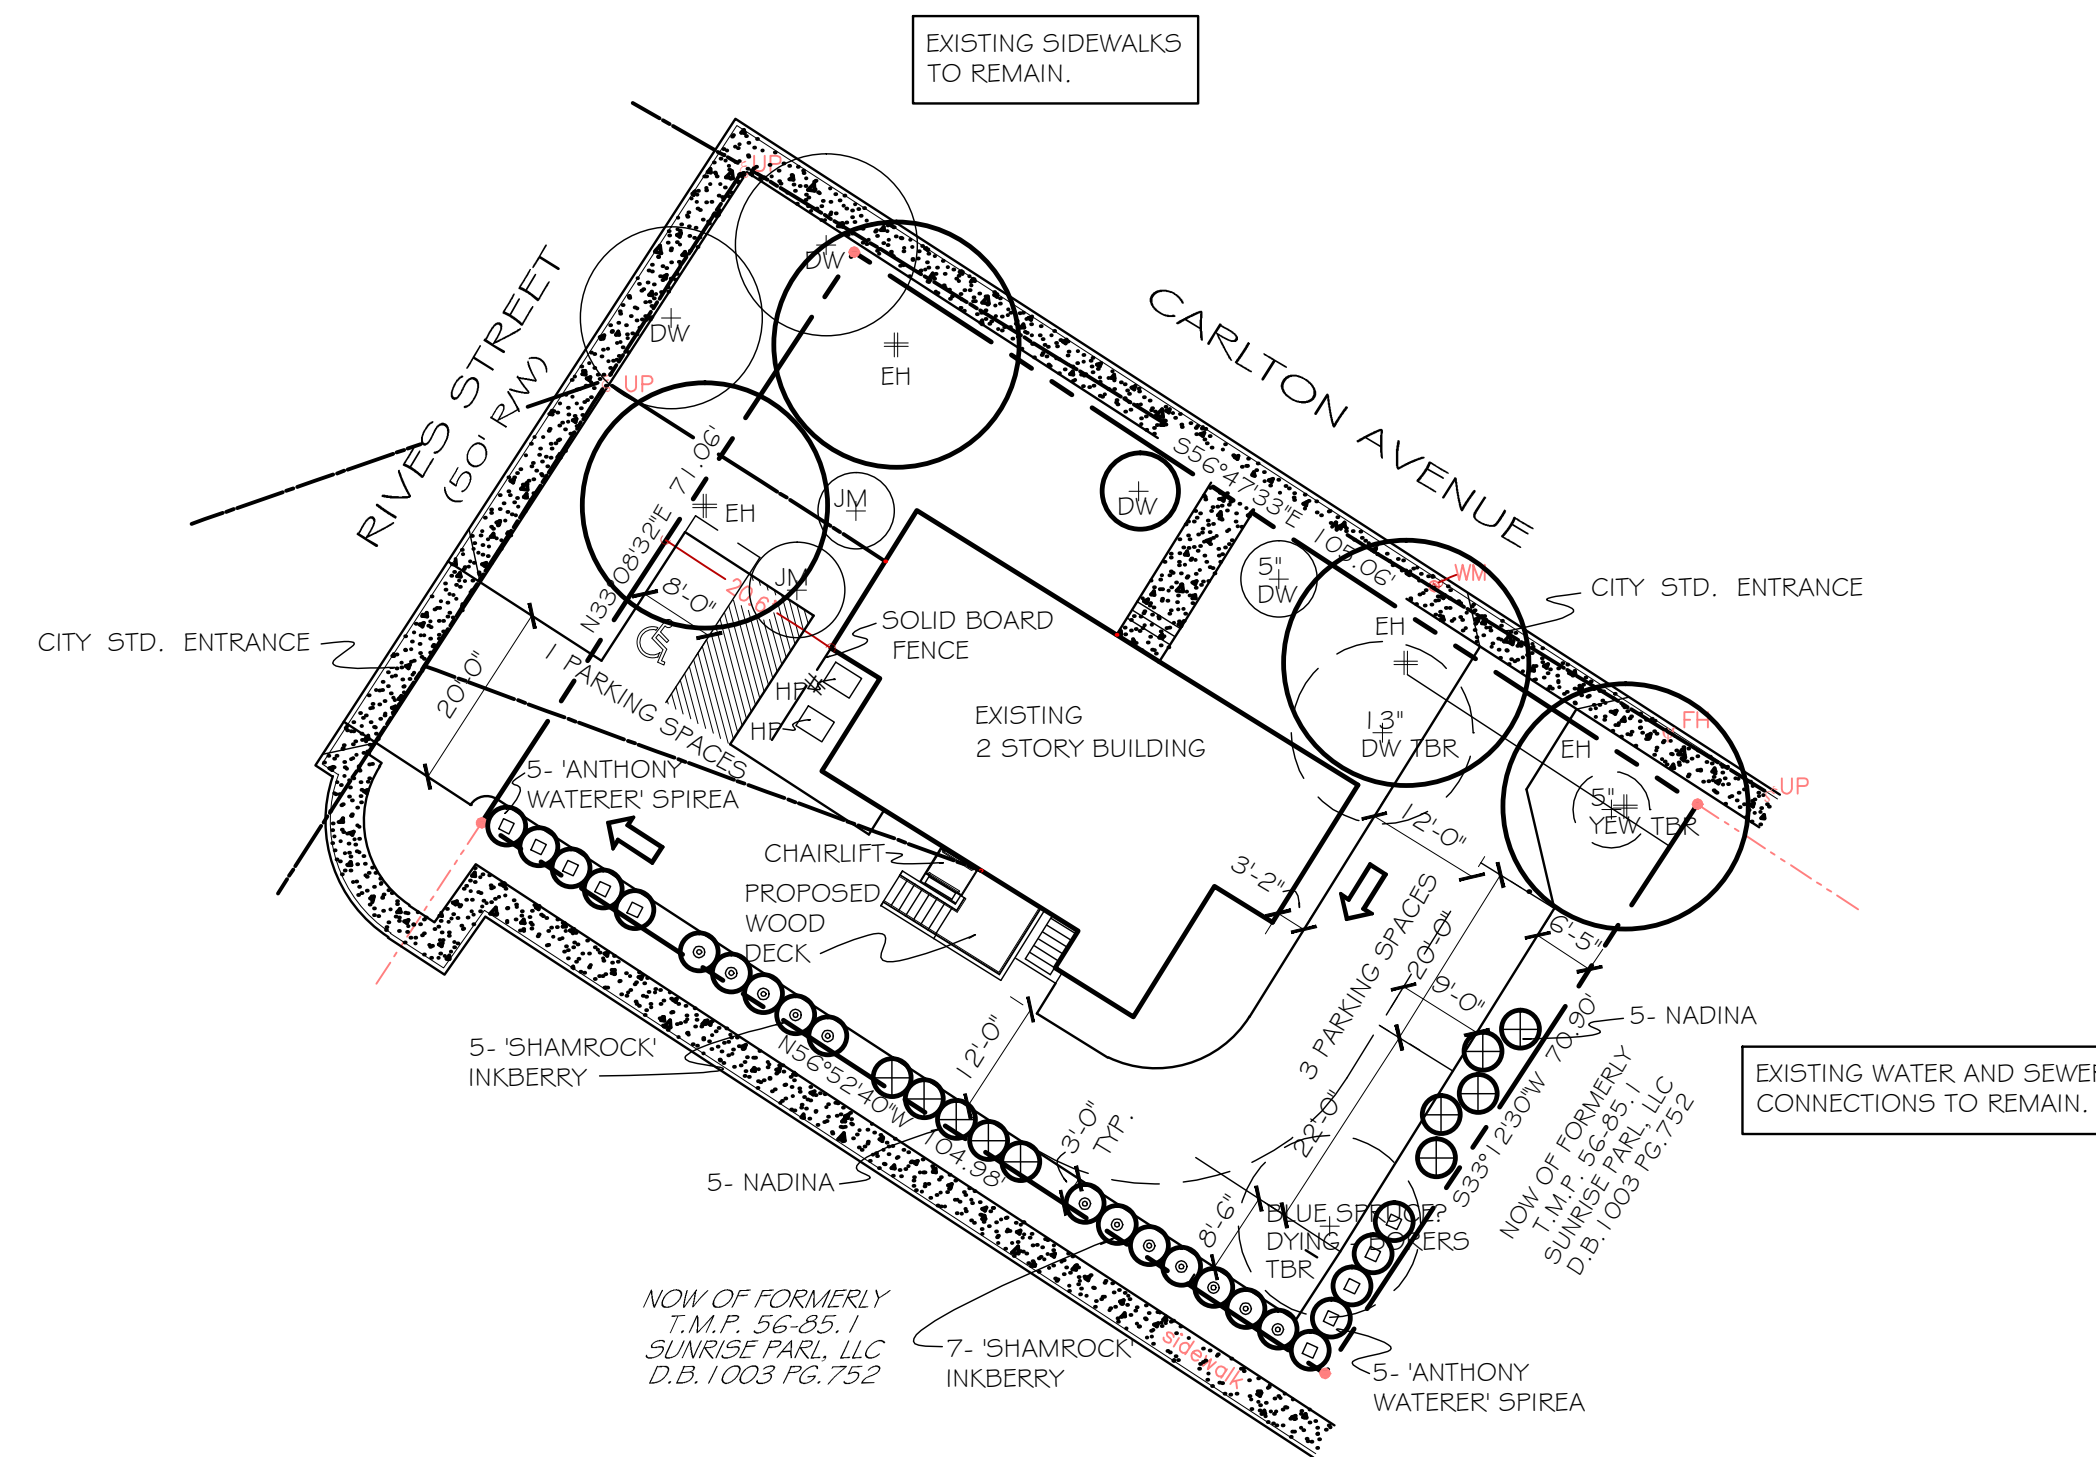 EXISTING SIDEWALKS
TO REMAIN.
UP
DW
DW
EH
UP
RIVES STREET
(50' R/W)
CARLTON AVENUE
N33°08'32"E 71.06'
S56°47'33"E 105.06'
EH
JM
JM
DW
5"
DW
WM
CITY STD. ENTRANCE
CITY STD. ENTRANCE
20'-0"
8'-0"
1 PARKING SPACES
SOLID BOARD
FENCE
HP
HP
EXISTING
2 STORY BUILDING
EH
13"
DW TBR
EH
FH
UP
5"
YEW TBR
5- 'ANTHONY
WATERER' SPIREA
CHAIRLIFT
PROPOSED
WOOD
DECK
12'-0"
3'-2"
3 PARKING SPACES
20'-0"
9'-0"
6'-5"
22'-0"
5- NADINA
S33°12'30"W 70.90'
NOW OF FORMERLY
T.M.P. 56-85.1
SUNRISE PARL, LLC
D.B.1003 PG.752
EXISTING WATER AND SEWER
CONNECTIONS TO REMAIN.
5- 'SHAMROCK'
INKBERRY
N56°52'40"W 104.98'
12'-0"
3'-0"
TYP.
5- NADINA
8'-6"
BLUE SPRUCE?
DYING - BORERS
TBR
NOW OF FORMERLY
T.M.P. 56-85.1
SUNRISE PARL, LLC
D.B.1003 PG.752
7- 'SHAMROCK'
INKBERRY
sidewalk
5- 'ANTHONY
WATERER' SPIREA